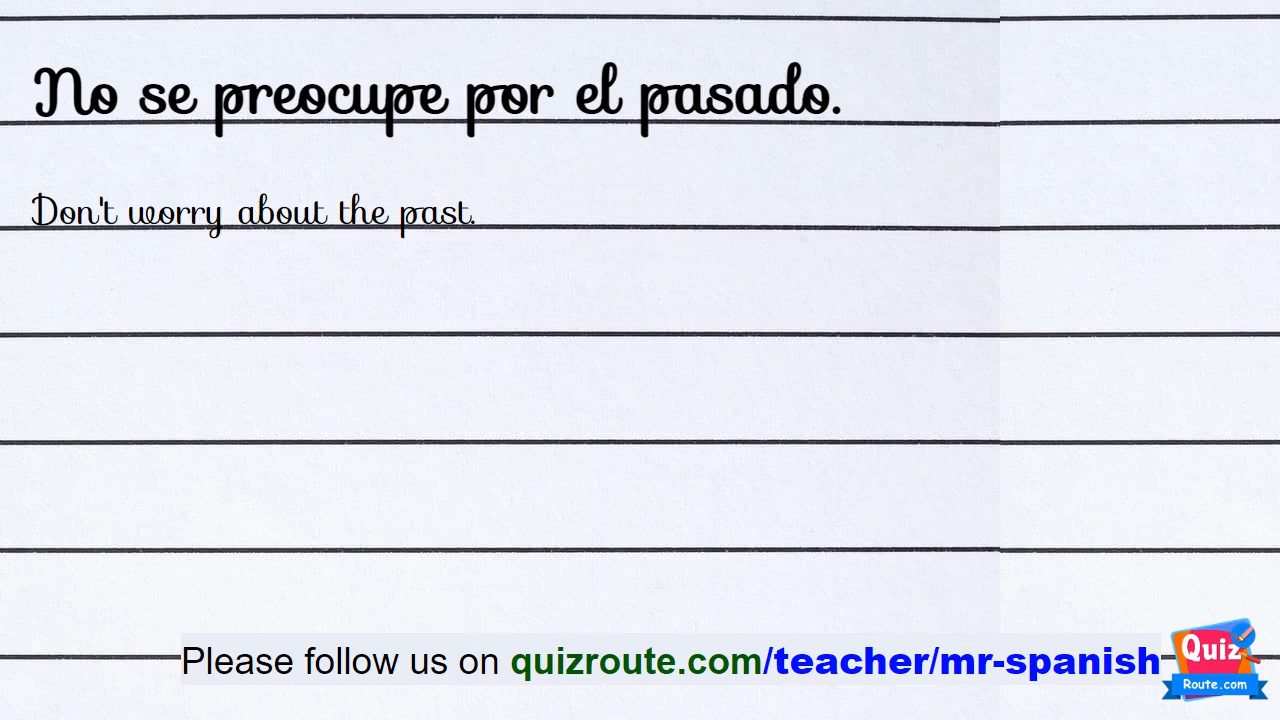 No se preocupe por el pasado.
Don't worry about the past.
Please follow us on quizroute.com/teacher/mr-spanish
Quiz
Route.com